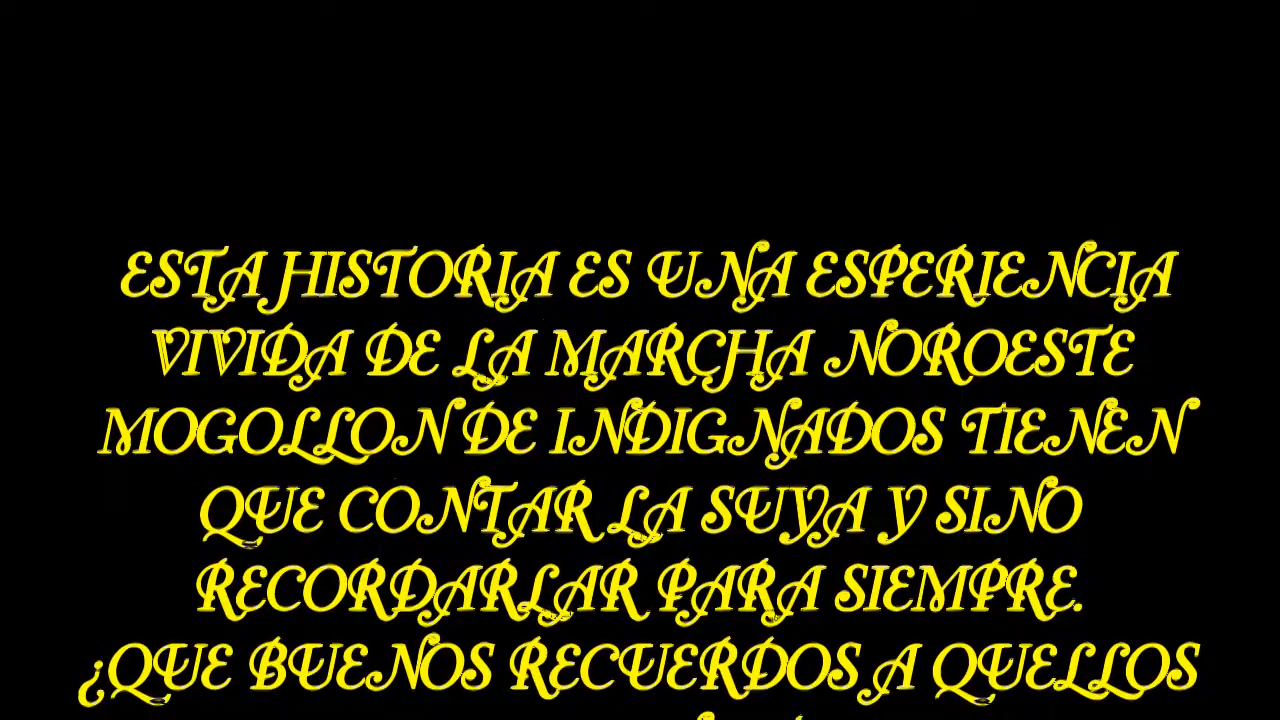 ESTA HISTORIA ES UNA ESPERIENCIA
VIVIDA DE LA MARCHA NOROESTE
MOGOLLON DE INDIGNADOS TIENEN
QUE CONTAR LA SUYA Y SINO
RECORDARLAR PARA SIEMPRE.
¿QUE BUENOS RECUERDOS A QUELLOS